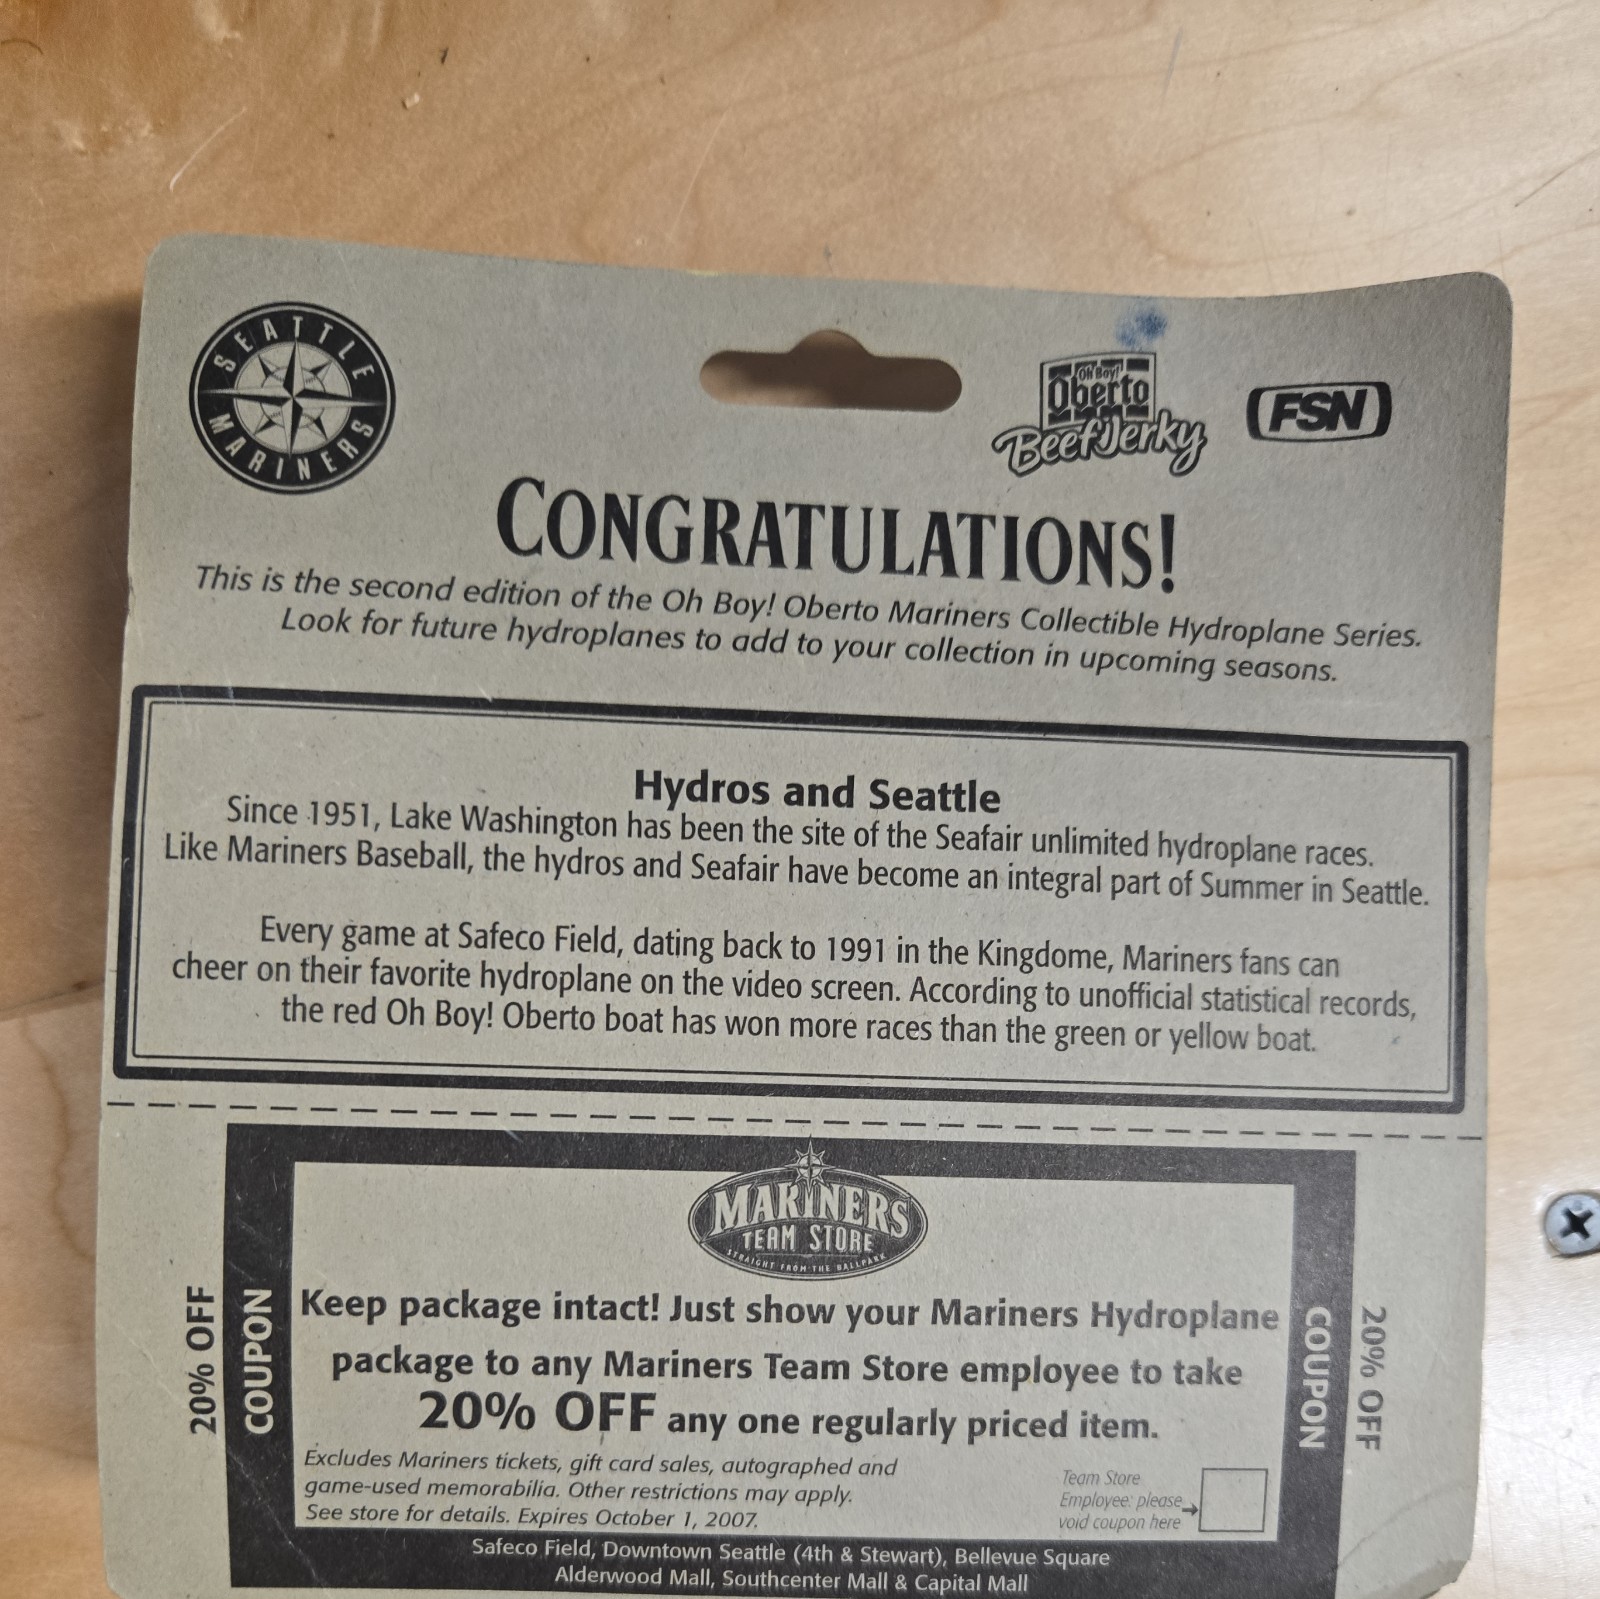 SEATTLE
MARINERS
Oh Boy!
Oberto
Beef Jerky
FSN
CONGRATULATIONS!
This is the second edition of the Oh Boy! Oberto Mariners Collectible Hydroplane Series.
Look for future hydroplanes to add to your collection in upcoming seasons.
Hydros and Seattle
Since 1951, Lake Washington has been the site of the Seafair unlimited hydroplane races.
Like Mariners Baseball, the hydros and Seafair have become an integral part of Summer in Seattle.
Every game at Safeco Field, dating back to 1991 in the Kingdome, Mariners fans can
cheer on their favorite hydroplane on the video screen. According to unofficial statistical records,
the red Oh Boy! Oberto boat has won more races than the green or yellow boat.
MARINERS
TEAM STORE
STRAIGHT FROM THE BALLPARK
20% OFF
COUPON
Keep package intact! Just show your Mariners Hydroplane
package to any Mariners Team Store employee to take
20% OFF any one regularly priced item.
Excludes Mariners tickets, gift card sales, autographed and
game-used memorabilia. Other restrictions may apply.
See store for details. Expires October 1, 2007.
Team Store
Employee: please
void coupon here
COUPON
20% OFF
Safeco Field, Downtown Seattle (4th & Stewart), Bellevue Square
Alderwood Mall, Southcenter Mall & Capital Mall